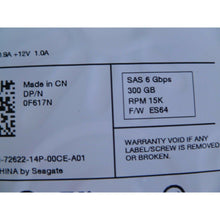 .9A +12V 1.0A
Made in CN
DP/N
0F617N
SAS 6 Gbps
300 GB
RPM 15K
F/W ES64
WARRANTY VOID IF ANY
LABEL/SCREW IS REMOVED
OR BROKEN.
-72622-14P-00CE-A01
HINA by Seagate